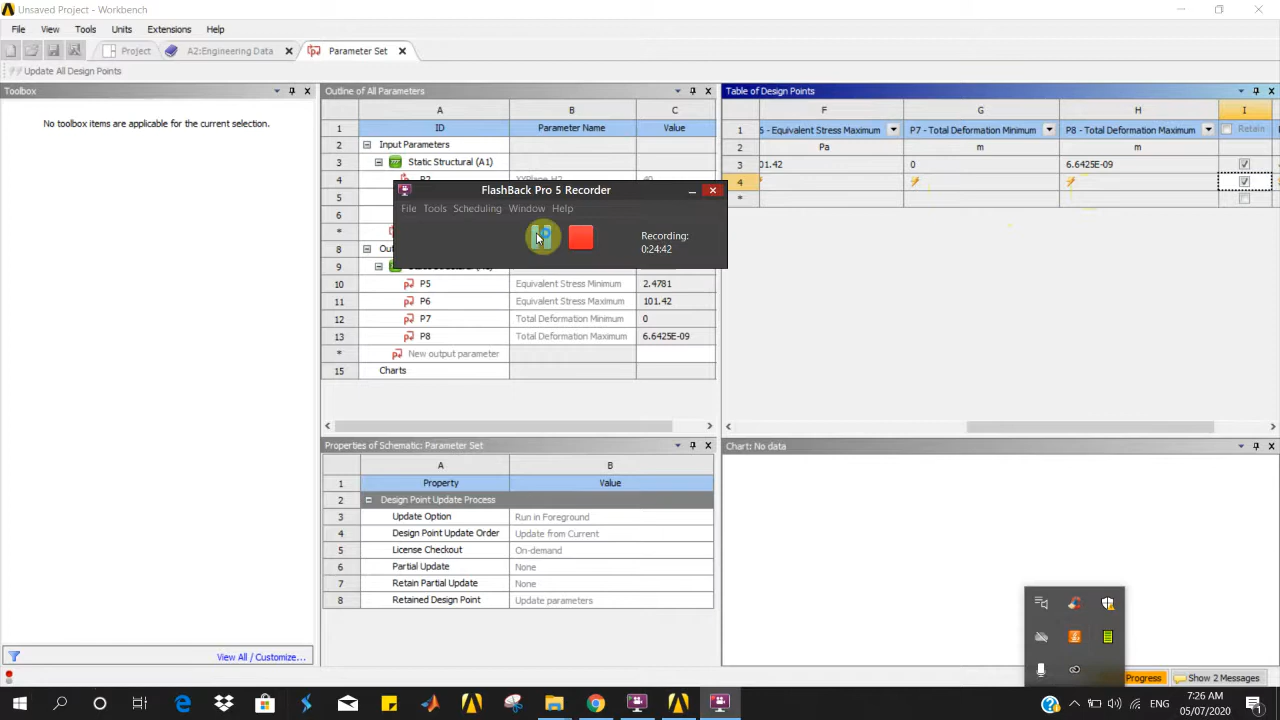 Unsaved Project - Workbench
File View Tools Units Extensions Help
Project A2:Engineering Data Parameter Set
Update All Design Points
Toolbox
No toolbox items are applicable for the current selection.
View All / Customize...
Outline of All Parameters
A B C
1 ID Parameter Name Value
2 Input Parameters
3 Static Structural (A1)
4
5
6
*
8
9
10 P5 Equivalent Stress Minimum 2.4781
11 P6 Equivalent Stress Maximum 101.42
12 P7 Total Deformation Minimum 0
13 P8 Total Deformation Maximum 6.6425E-09
* New output parameter
15 Charts
FlashBack Pro 5 Recorder
File Tools Scheduling Window Help
Recording:
0:24:42
Properties of Schematic: Parameter Set
A B
1 Property Value
2 Design Point Update Process
3 Update Option Run in Foreground
4 Design Point Update Order Update from Current
5 License Checkout On-demand
6 Partial Update None
7 Retain Partial Update None
8 Retained Design Point Update parameters
Table of Design Points
F G H I
1 5 - Equivalent Stress Maximum P7 - Total Deformation Minimum P8 - Total Deformation Maximum Retain
2 Pa m m
3 01.42 0 6.6425E-09
4
*
Chart: No data
Progress Show 2 Messages
ENG
7:26 AM
05/07/2020